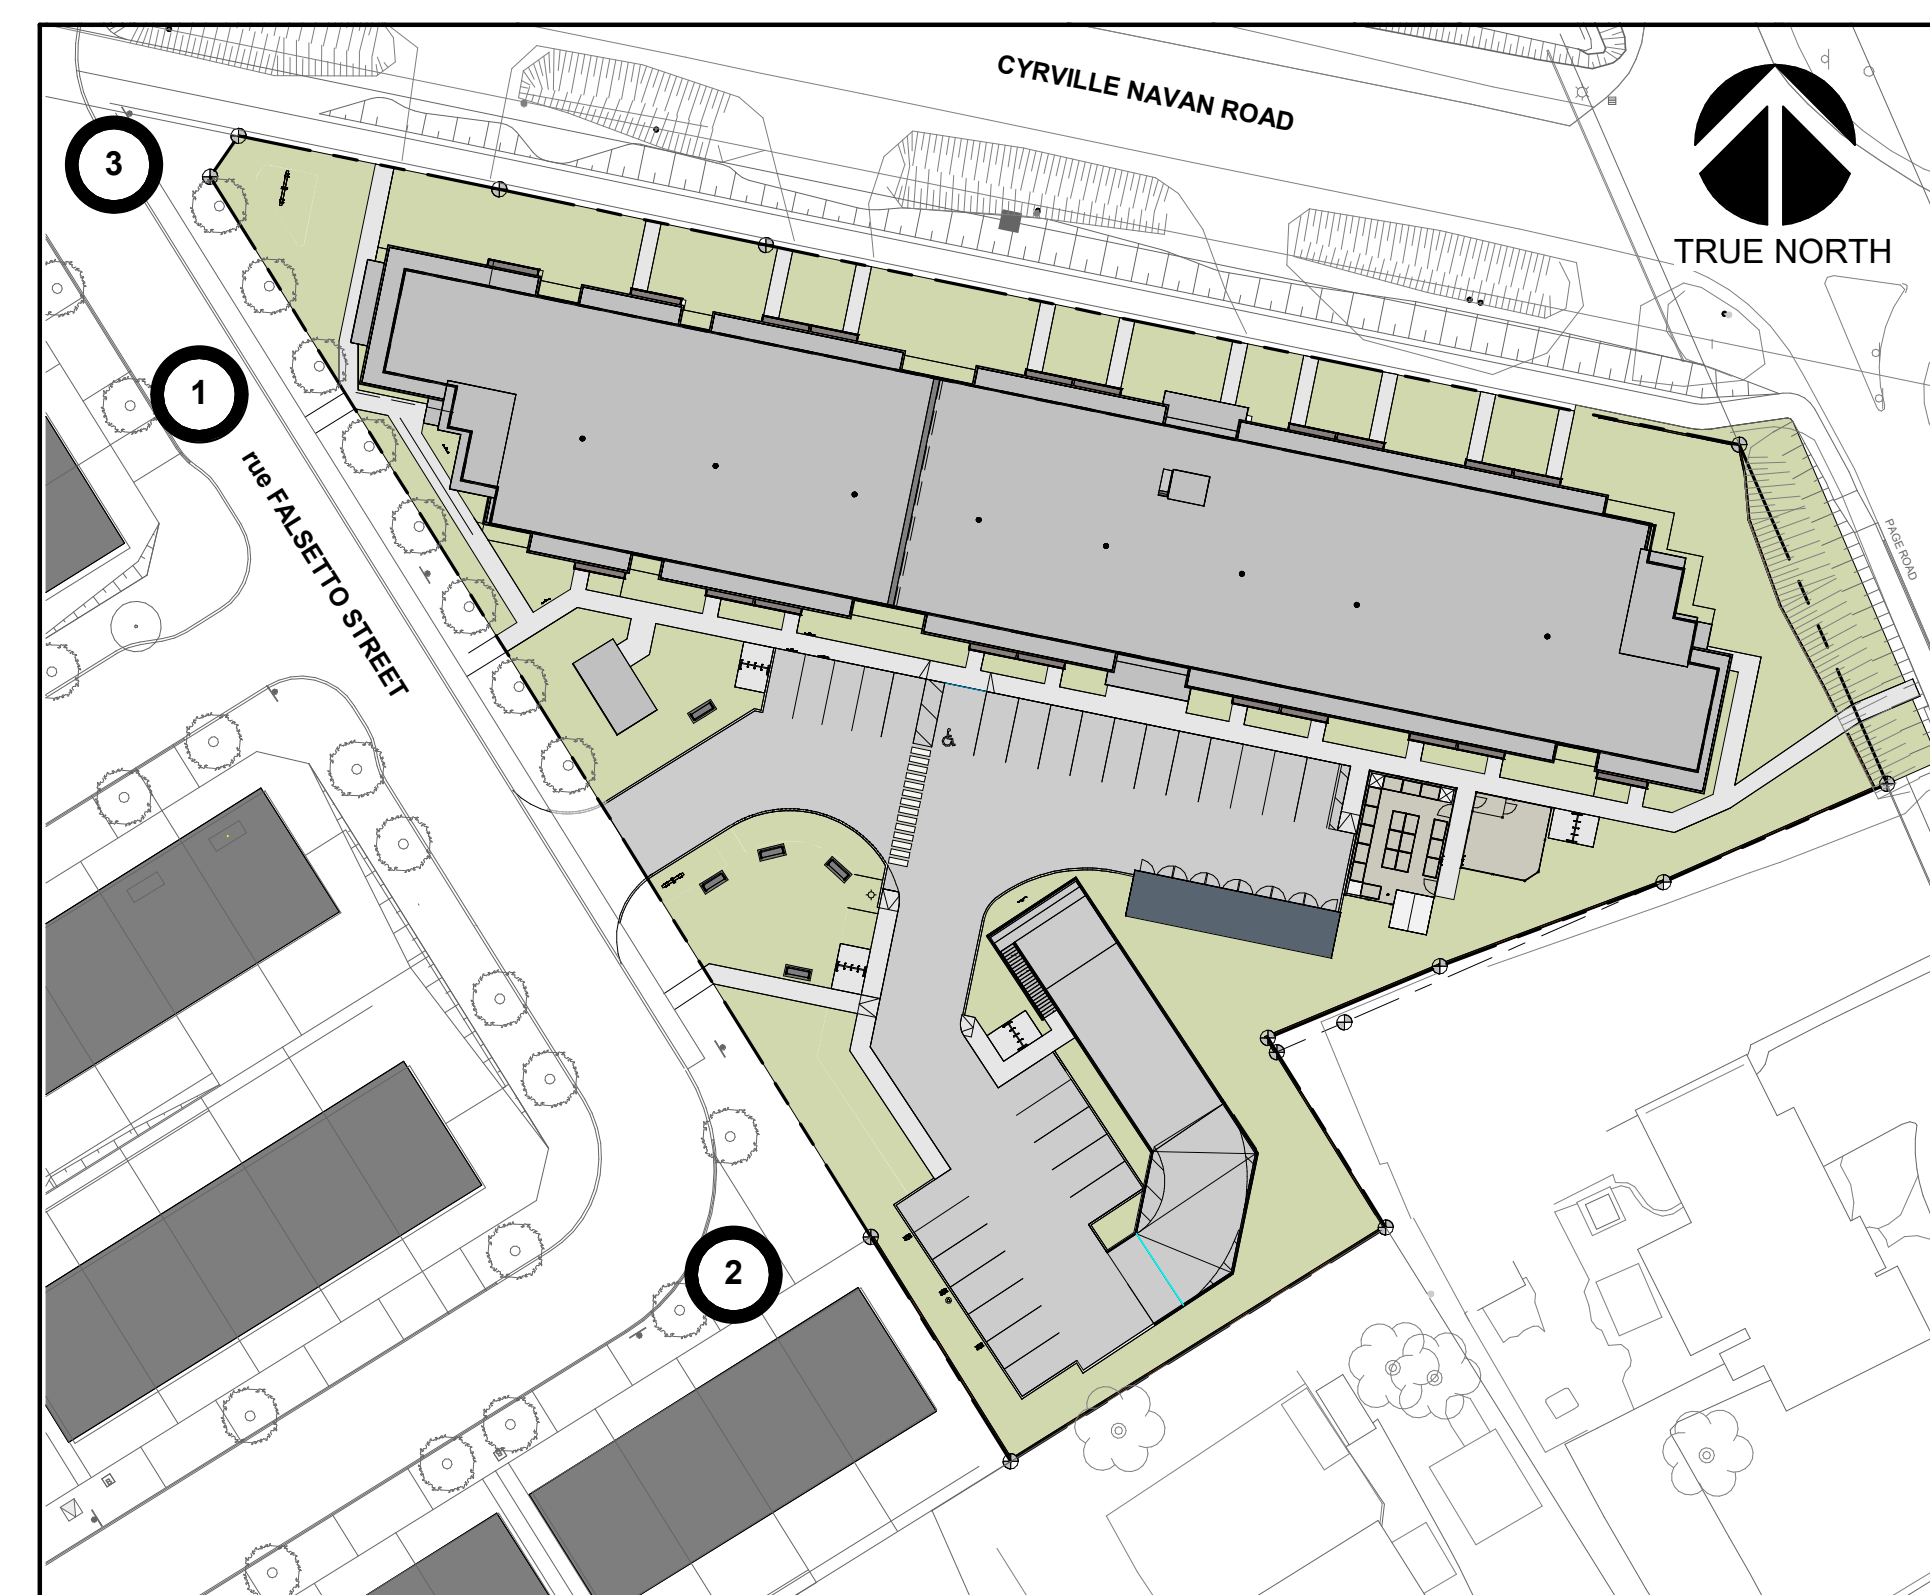 CYRVILLE NAVAN ROAD
TRUE NORTH
3
1
rue FALSETTO STREET
PAGE ROAD
2